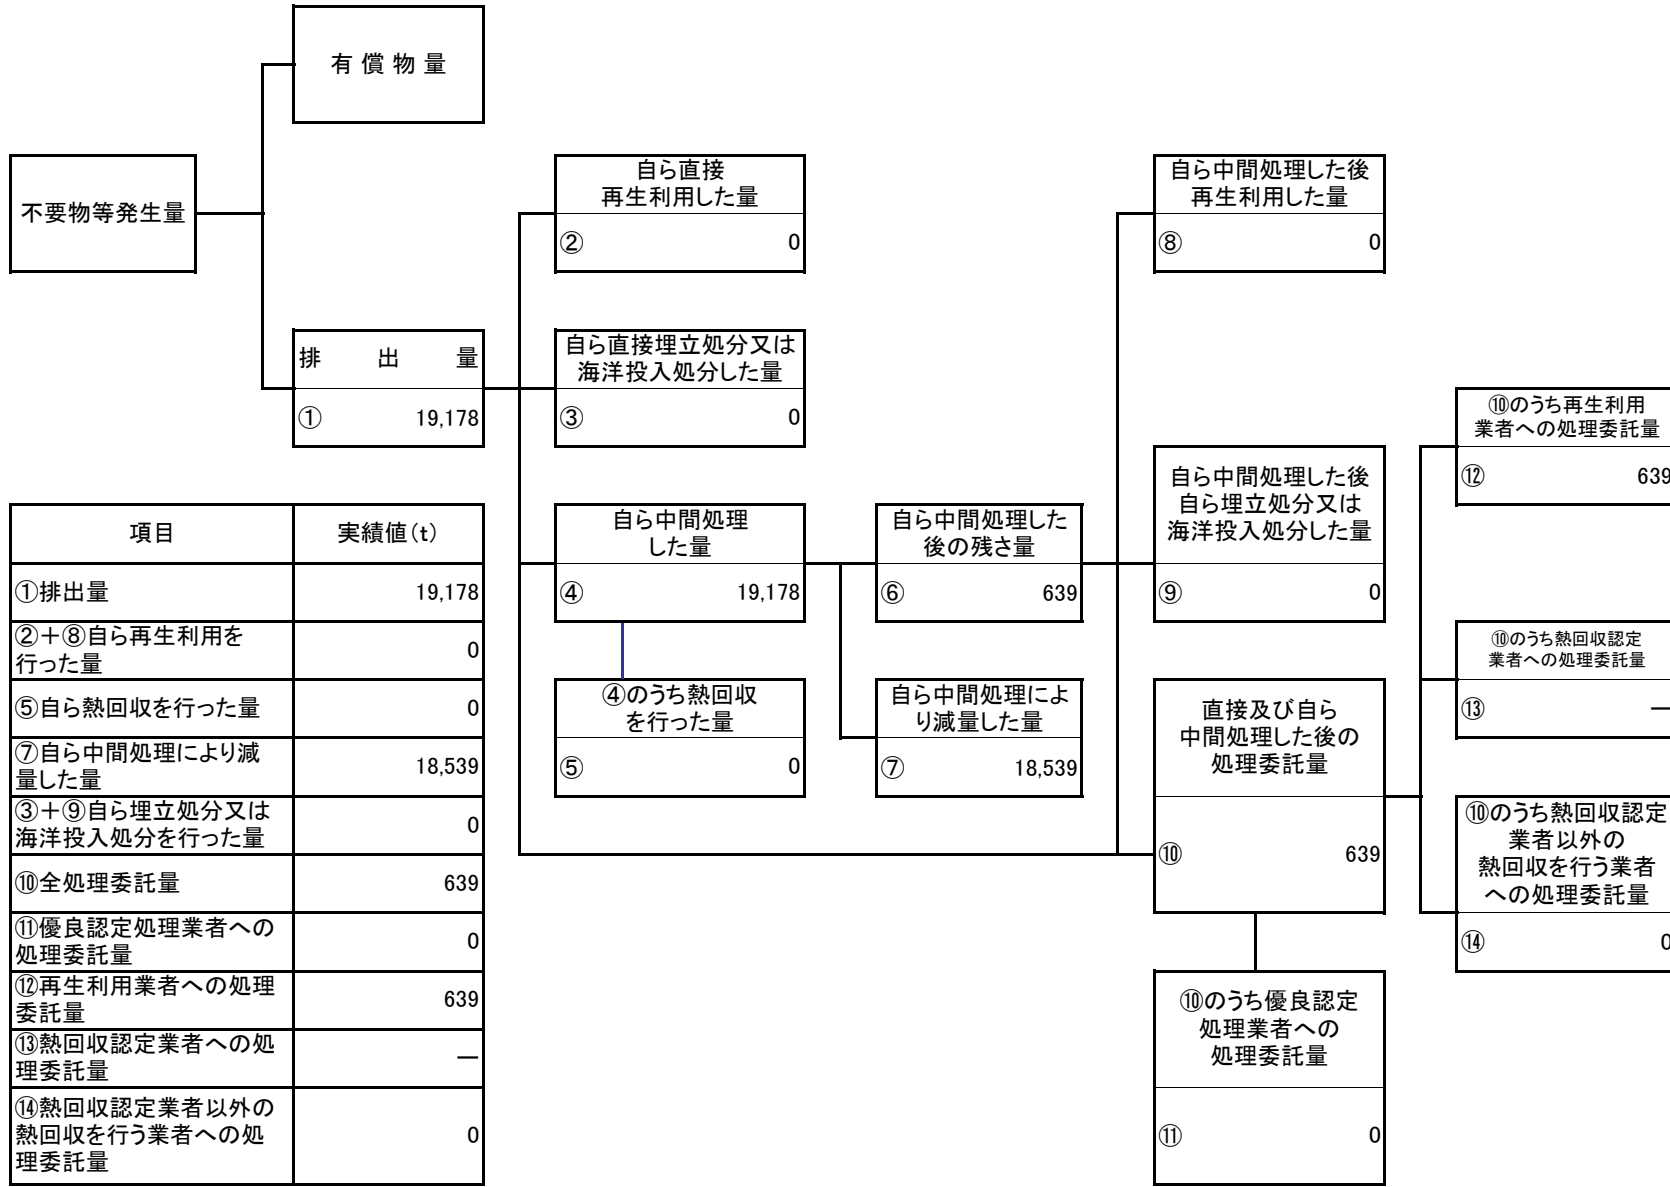 有 償 物 量
不要物等発生量
自ら直接
再生利用した量
② 0
自ら中間処理した後
再生利用した量
⑧ 0
排 出 量
① 19,178
自ら直接埋立処分又は
海洋投入処分した量
③ 0
⑩のうち再生利用
業者への処理委託量
⑫ 639
自ら中間処理した後
自ら埋立処分又は
海洋投入処分した量
⑨ 0
自ら中間処理
した量
④ 19,178
自ら中間処理した
後の残さ量
⑥ 639
⑩のうち熱回収認定
業者への処理委託量
⑬ ―
④のうち熱回収
を行った量
⑤ 0
自ら中間処理によ
り減量した量
⑦ 18,539
直接及び自ら
中間処理した後の
処理委託量
⑩ 639
⑩のうち熱回収認定
業者以外の
熱回収を行う業者
への処理委託量
⑭ 0
⑩のうち優良認定
処理業者への
処理委託量
⑪ 0
項目 実績値(t)
①排出量 19,178
②+⑧自ら再生利用を
行った量 0
⑤自ら熱回収を行った量 0
⑦自ら中間処理により減
量した量 18,539
③+⑨自ら埋立処分又は
海洋投入処分を行った量 0
⑩全処理委託量 639
⑪優良認定処理業者への
処理委託量 0
⑫再生利用業者への処理
委託量 639
⑬熱回収認定業者への処
理委託量 ―
⑭熱回収認定業者以外の
熱回収を行う業者への処
理委託量 0